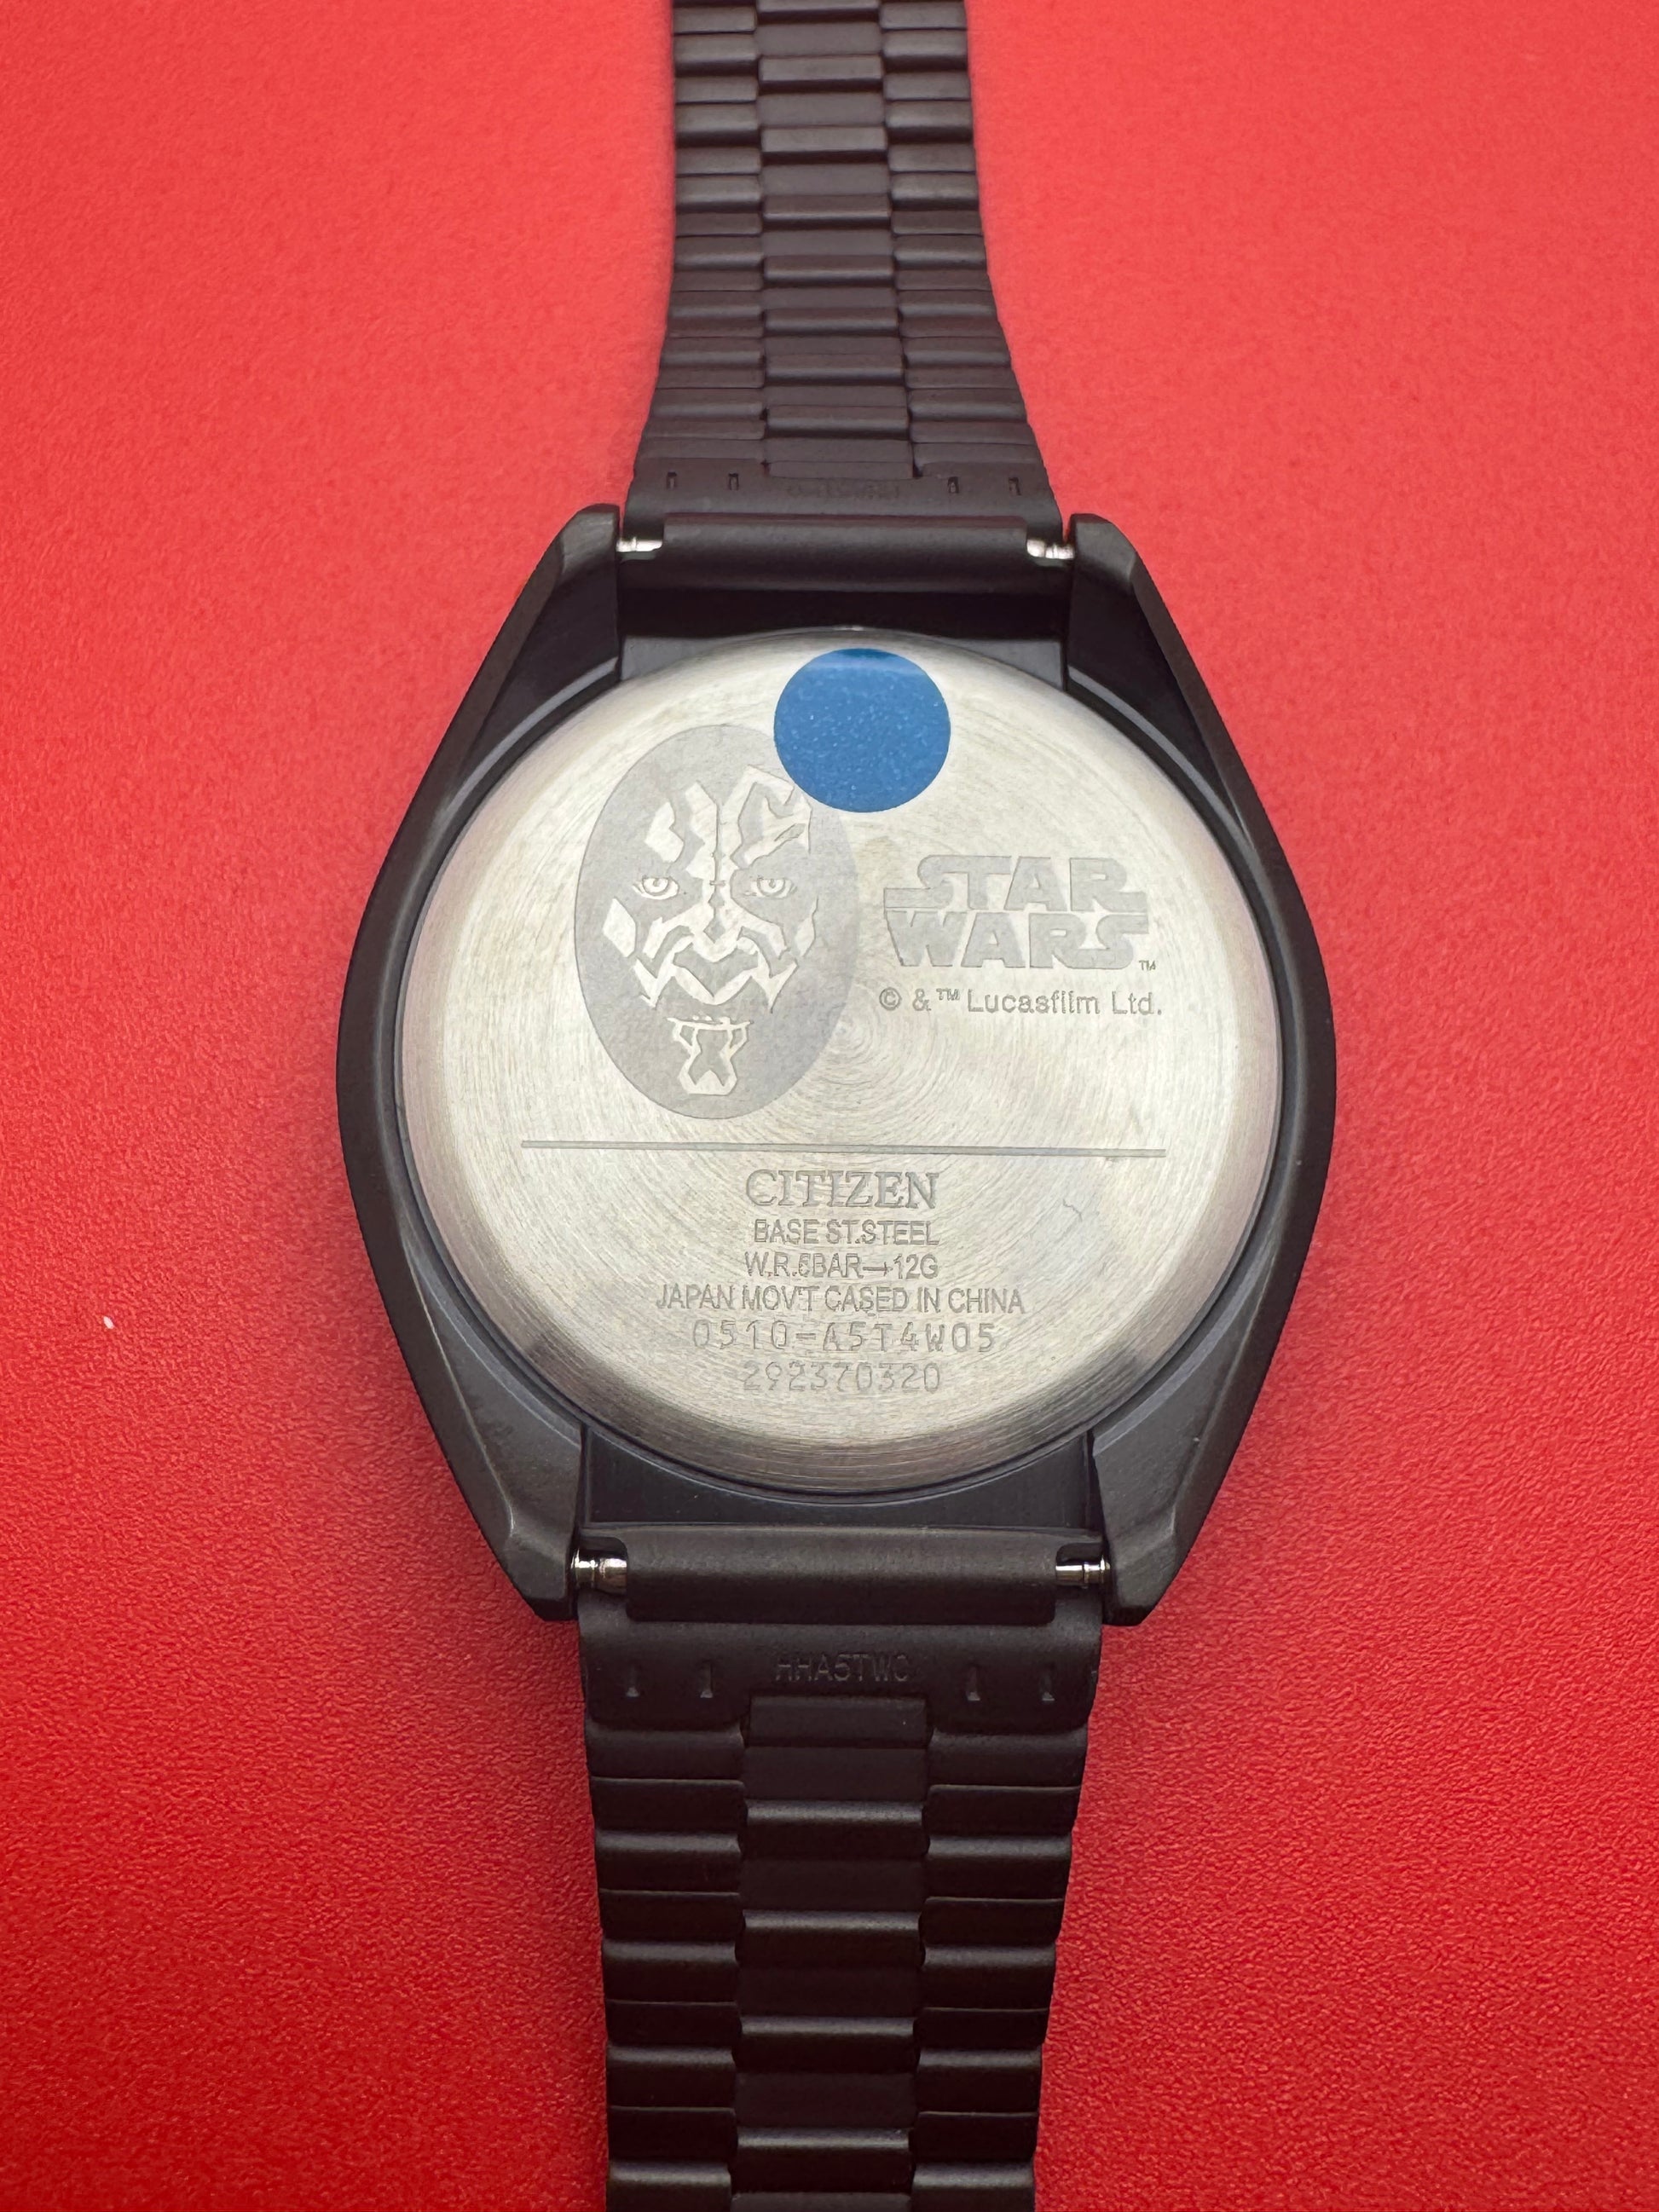 STAR
WARS™
© & ™ Lucasfilm Ltd.
CITIZEN
BASE ST.STEEL
W.R.5BAR→12G
JAPAN MOV'T CASED IN CHINA
0510-A5T4W05
292370320
HHA5TWC